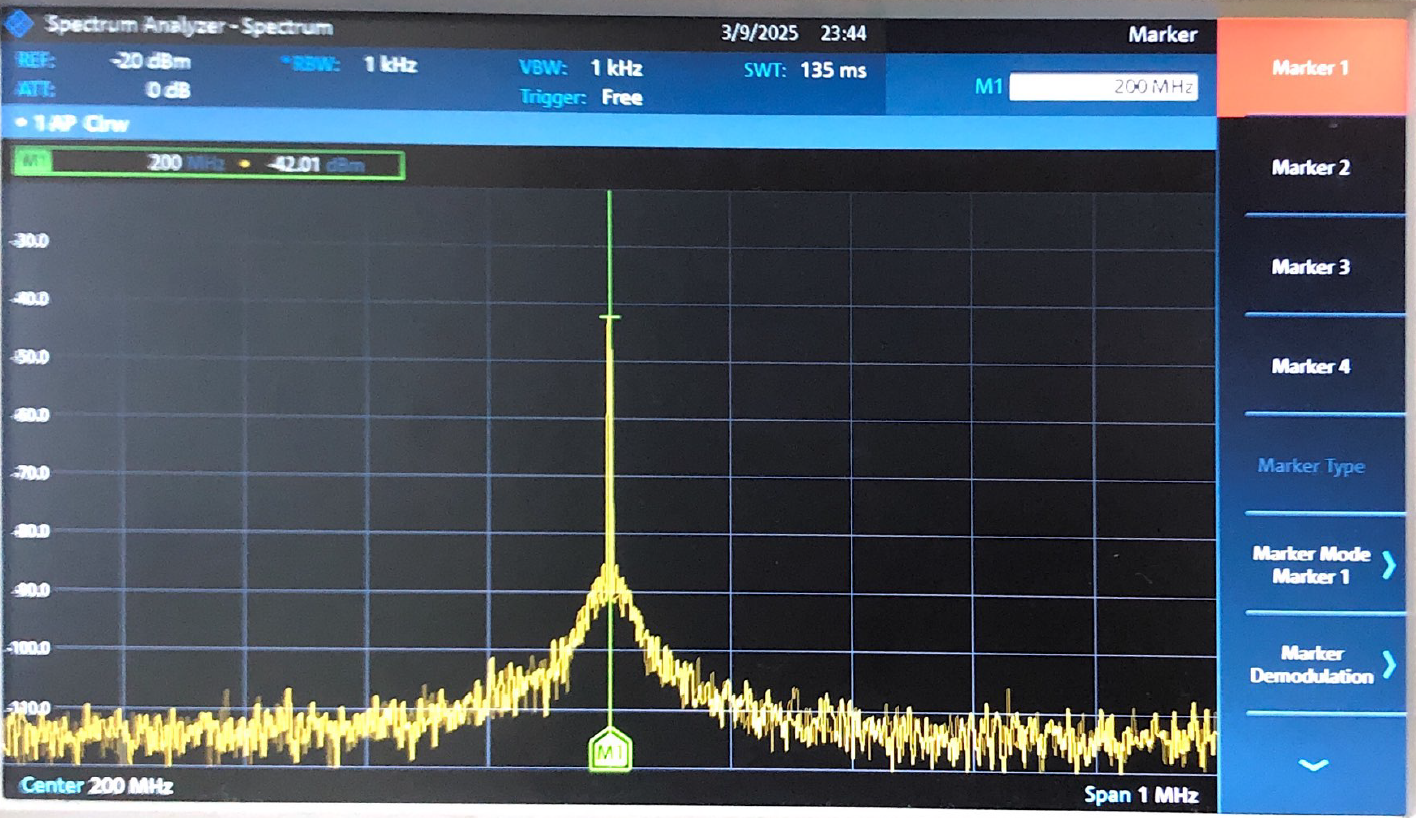 Spectrum Analyzer - Spectrum
3/9/2025 23:44
Marker
REF: -20 dBm
*RBW: 1 kHz
VBW: 1 kHz
SWT: 135 ms
ATT: 0 dB
Trigger: Free
M1 200 MHz
• 1 AP Clrw
M1 200 MHz • -42.01 dBm
-30.0
-40.0
-50.0
-60.0
-70.0
-80.0
-90.0
-100.0
-110.0
M1
Center 200 MHz
Span 1 MHz
Marker 1
Marker 2
Marker 3
Marker 4
Marker Type
Marker Mode
Marker 1
Marker
Demodulation